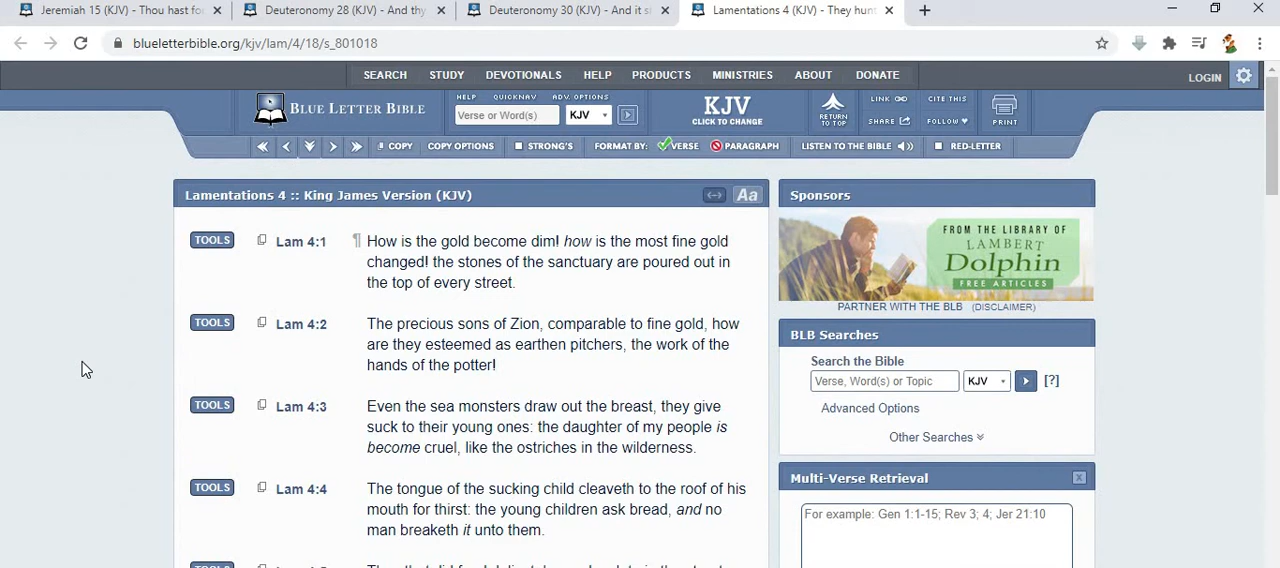 Jeremiah 15 (KJV) - Thou hast fo
Deuteronomy 28 (KJV) - And thy
Deuteronomy 30 (KJV) - And it s
Lamentations 4 (KJV) - They hunt
blueletterbible.org/kjv/lam/4/18/s_801018
SEARCH STUDY DEVOTIONALS HELP PRODUCTS MINISTRIES ABOUT DONATE
LOGIN
BLUE LETTER BIBLE
HELP QUICKNAV ADV. OPTIONS
Verse or Word(s) KJV
KJV
CLICK TO CHANGE
RETURN
TO TOP
LINK CITE THIS
SHARE FOLLOW
PRINT
COPY COPY OPTIONS STRONG'S FORMAT BY: VERSE PARAGRAPH LISTEN TO THE BIBLE RED-LETTER
Lamentations 4 :: King James Version (KJV) Aa
TOOLS Lam 4:1 ¶ How is the gold become dim! how is the most fine gold
changed! the stones of the sanctuary are poured out in
the top of every street.
TOOLS Lam 4:2 The precious sons of Zion, comparable to fine gold, how
are they esteemed as earthen pitchers, the work of the
hands of the potter!
TOOLS Lam 4:3 Even the sea monsters draw out the breast, they give
suck to their young ones: the daughter of my people is
become cruel, like the ostriches in the wilderness.
TOOLS Lam 4:4 The tongue of the sucking child cleaveth to the roof of his
mouth for thirst: the young children ask bread, and no
man breaketh it unto them.
Sponsors
FROM THE LIBRARY OF
LAMBERT
Dolphin
FREE ARTICLES
PARTNER WITH THE BLB (DISCLAIMER)
BLB Searches
Search the Bible
Verse, Word(s) or Topic KJV [?]
Advanced Options
Other Searches
Multi-Verse Retrieval x
For example: Gen 1:1-15; Rev 3; 4; Jer 21:10